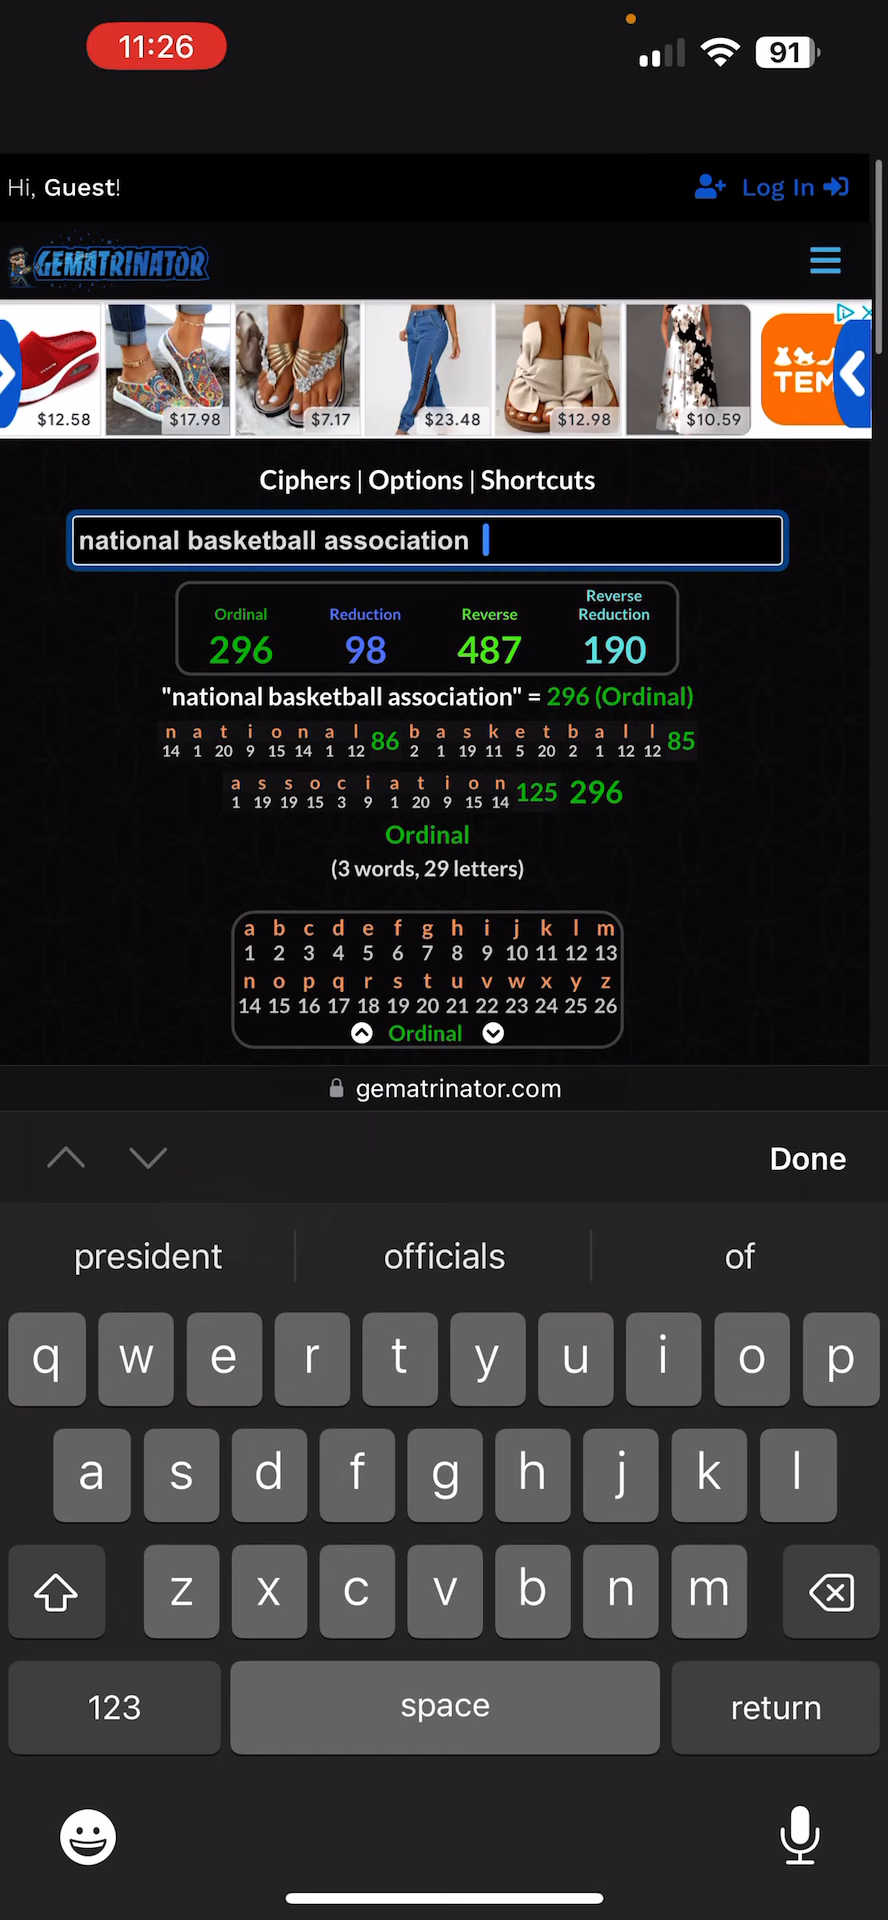 11:26
91
Hi, Guest!
Log In
GEMATRINATOR
$12.58 $17.98 $7.17 $23.48 $12.98 $10.59
TEM
Ciphers | Options | Shortcuts
national basketball association
Ordinal Reduction Reverse Reverse Reduction
296 98 487 190
"national basketball association" = 296 (Ordinal)
n a t i o n a l b a s k e t b a l l
14 1 20 9 15 14 1 12 86 2 1 19 11 5 20 2 1 12 12 85
a s s o c i a t i o n
1 19 19 15 3 9 1 20 9 15 14 125 296
Ordinal
(3 words, 29 letters)
a b c d e f g h i j k l m
1 2 3 4 5 6 7 8 9 10 11 12 13
n o p q r s t u v w x y z
14 15 16 17 18 19 20 21 22 23 24 25 26
Ordinal
gematrinator.com
Done
president officials of
q w e r t y u i o p
a s d f g h j k l
z x c v b n m
123 space return